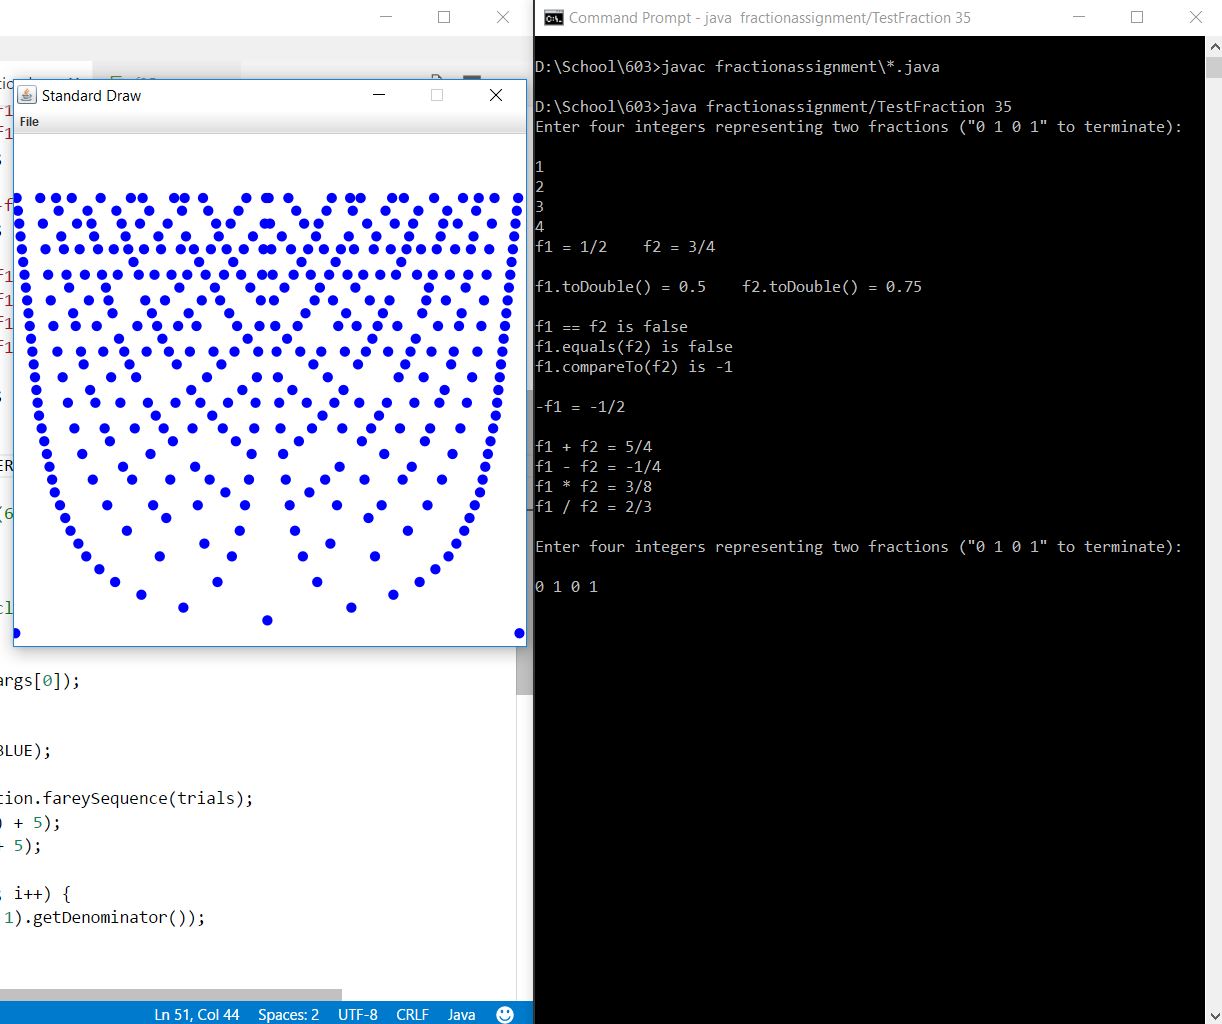 Standard Draw
File
args[0]);
BLUE);
tion.fareySequence(trials);
) + 5);
+ 5);
; i++) {
1).getDenominator());
Ln 51, Col 44 Spaces: 2 UTF-8 CRLF Java
Command Prompt - java fractionassignment/TestFraction 35
D:\School\603>javac fractionassignment\*.java
D:\School\603>java fractionassignment/TestFraction 35
Enter four integers representing two fractions ("0 1 0 1" to terminate):
1
2
3
4
f1 = 1/2 f2 = 3/4
f1.toDouble() = 0.5 f2.toDouble() = 0.75
f1 == f2 is false
f1.equals(f2) is false
f1.compareTo(f2) is -1
-f1 = -1/2
f1 + f2 = 5/4
f1 - f2 = -1/4
f1 * f2 = 3/8
f1 / f2 = 2/3
Enter four integers representing two fractions ("0 1 0 1" to terminate):
0 1 0 1